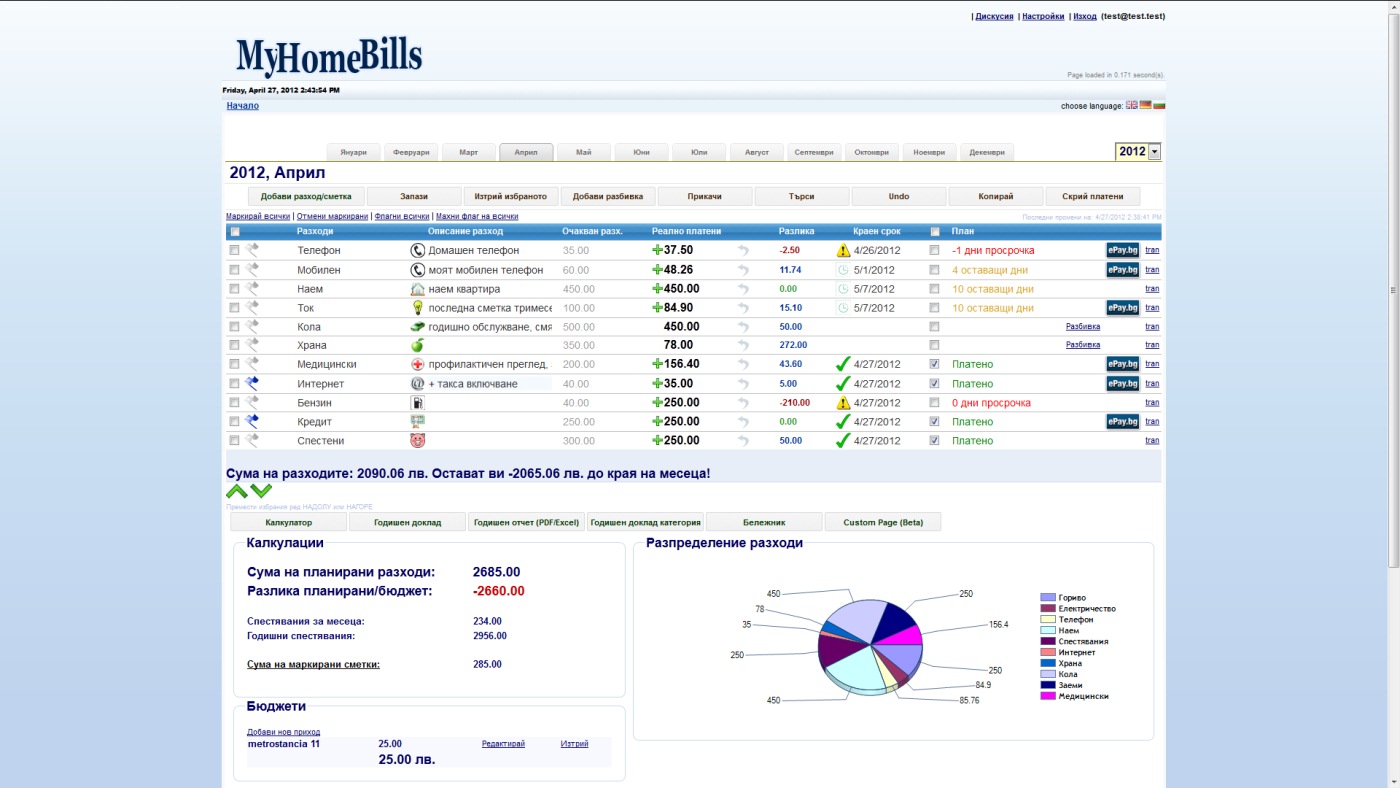 | Дискусия | Настройки | Изход (test@test.test)
MyHomeBills
Page loaded in 0.171 second(s).
Friday, April 27, 2012 2:43:54 PM
Начало choose language:
Януари Февруари Март Април Май Юни Юли Август Септември Октомври Ноември Декември 2012
2012, Април
Добави разход/сметка Запази Изтрий избраното Добави разбивка Прикачи Търси Undo Копирай Скрий платени
Маркирай всички | Отмени маркирани | Флагни всички | Махни флаг на всички Последни промени на: 4/27/2012 2:38:41 PM
Разходи Описание разход Очакван разх. Реално платени Разлика Краен срок План
Телефон Домашен телефон 35.00 37.50 -2.50 4/26/2012 -1 дни просрочка ePay.bg tran
Мобилен моят мобилен телефон 60.00 48.26 11.74 5/1/2012 4 оставащи дни ePay.bg tran
Наем наем квартира 450.00 450.00 0.00 5/7/2012 10 оставащи дни tran
Ток последна сметка тримесе 100.00 84.90 15.10 5/7/2012 10 оставащи дни ePay.bg tran
Кола годишно обслужване, смя 500.00 450.00 50.00 Разбивка tran
Храна 350.00 78.00 272.00 Разбивка tran
Медицински профилактичен преглед, 200.00 156.40 43.60 4/27/2012 Платено ePay.bg tran
Интернет + такса включване 40.00 35.00 5.00 4/27/2012 Платено ePay.bg tran
Бензин 40.00 250.00 -210.00 4/27/2012 0 дни просрочка tran
Кредит 250.00 250.00 0.00 4/27/2012 Платено ePay.bg tran
Спестени 300.00 250.00 50.00 4/27/2012 Платено tran
Сума на разходите: 2090.06 лв. Остават ви -2065.06 лв. до края на месеца!
Премести избрания ред НАДОЛУ или НАГОРЕ
Калкулатор Годишен доклад Годишен отчет (PDF/Excel) Годишен доклад категория Бележник Custom Page (Beta)
Калкулации
Сума на планирани разходи: 2685.00
Разлика планирани/бюджет: -2660.00
Спестявания за месеца: 234.00
Годишни спестявания: 2956.00
Сума на маркирани сметки: 285.00
Бюджети
Добави нов приход
metrostancia 11 25.00 Редактирай Изтрий
25.00 лв.
Разпределение разходи
450 250
78
35 156.4
250 250
84.9
450 85.76
Гориво
Електричество
Телефон
Наем
Спестявания
Интернет
Храна
Кола
Заеми
Медицински